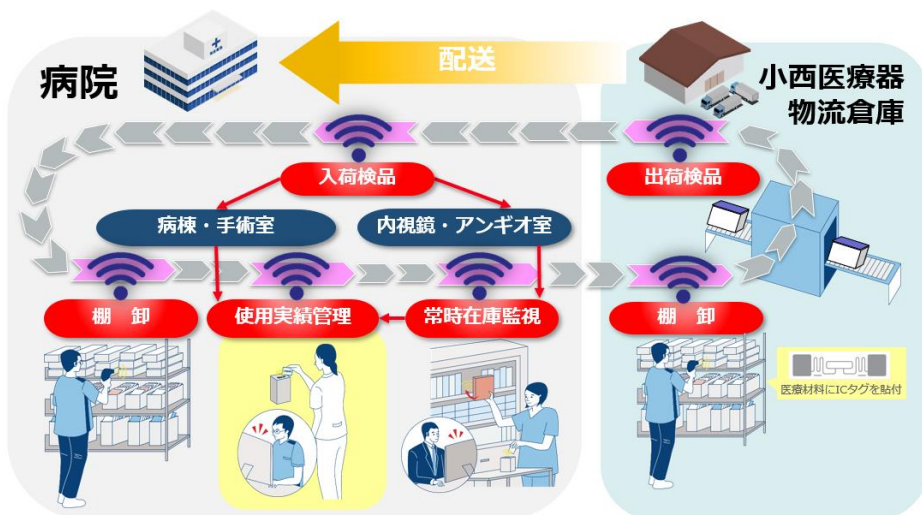 配送
病院
小西医療器
物流倉庫
入荷検品
出荷検品
病棟・手術室
内視鏡・アンギオ室
棚 卸
使用実績管理
常時在庫監視
棚 卸
医療材料にICタグを貼付